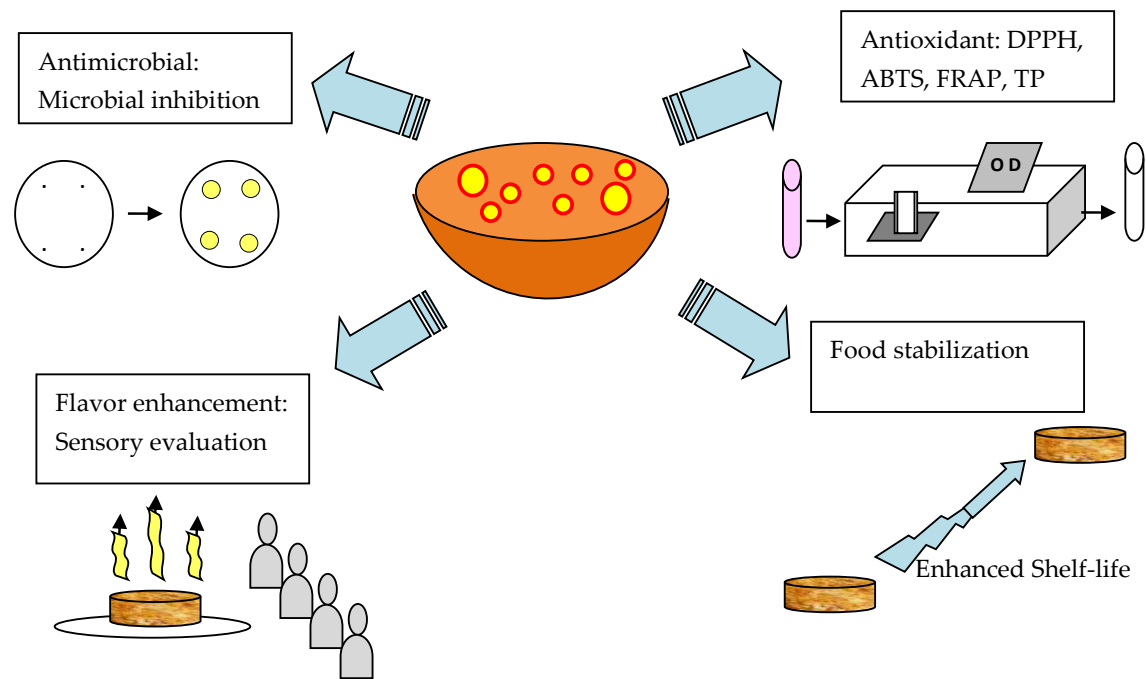 Antimicrobial:
Microbial inhibition
Antioxidant: DPPH,
ABTS, FRAP, TP
O D
Food stabilization
Flavor enhancement:
Sensory evaluation
Enhanced Shelf-life